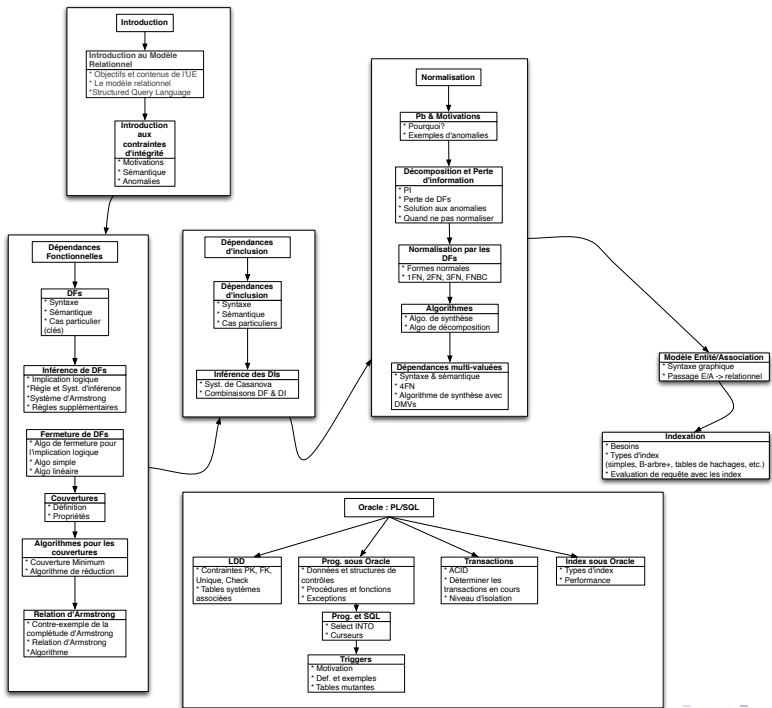 Introduction
Introduction au Modèle
Relationnel
* Objectifs et contenus de l'UE
* Le modèle relationnel
*Structured Query Language
Introduction
aux
contraintes
d'intégrité
* Motivations
* Sémantique
* Anomalies
Dépendances
Fonctionnelles
DFs
* Syntaxe
* Sémantique
* Cas particulier
(clés)
Inférence de DFs
* Implication logique
*Règle et Syst. d'inférence
*Système d'Armstrong
* Règles supplémentaires
Fermeture de DFs
* Algo de fermeture pour
l'implication logique
* Algo simple
* Algo linéaire
Couvertures
* Définition
* Propriétés
Algorithmes pour les
couvertures
* Couverture Minimum
* Algorithme de réduction
Relation d'Armstrong
* Contre-exemple de la
complétude d'Armstrong
* Relation d'Armstrong
*Algorithme
Dépendances
d'inclusion
Dépendances
d'inclusion
* Syntaxe
* Sémantique
* Cas particuliers
Inférence des DIs
* Syst. de Casanova
* Combinaisons DF & DI
Normalisation
Pb & Motivations
* Pourquoi?
* Exemples d'anomalies
Décomposition et Perte
d'information
* PI
* Perte de DFs
* Solution aux anomalies
* Quand ne pas normaliser
Normalisation par les
DFs
* Formes normales
* 1FN, 2FN, 3FN, FNBC
Algorithmes
* Algo. de synthèse
* Algo de décomposition
Dépendances multi-valuées
* Syntaxe & sémantique
* 4FN
* Algorithme de synthèse avec
DMVs
Modèle Entité/Association
* Syntaxe graphique
* Passage E/A -> relationnel
Indexation
* Besoins
* Types d'index
(simples, B-arbre+, tables de hachages, etc.)
* Evaluation de requête avec les index
Oracle : PL/SQL
LDD
* Contraintes PK, FK,
Unique, Check
* Tables systèmes
associées
Prog. sous Oracle
* Données et structures de
contrôles
* Procédures et fonctions
* Exceptions
Prog. et SQL
* Select INTO
* Curseurs
Triggers
* Motivation
* Def. et exemples
* Tables mutantes
Transactions
* ACID
* Déterminer les
transactions en cours
* Niveau d'isolation
Index sous Oracle
* Types d'index
* Performance